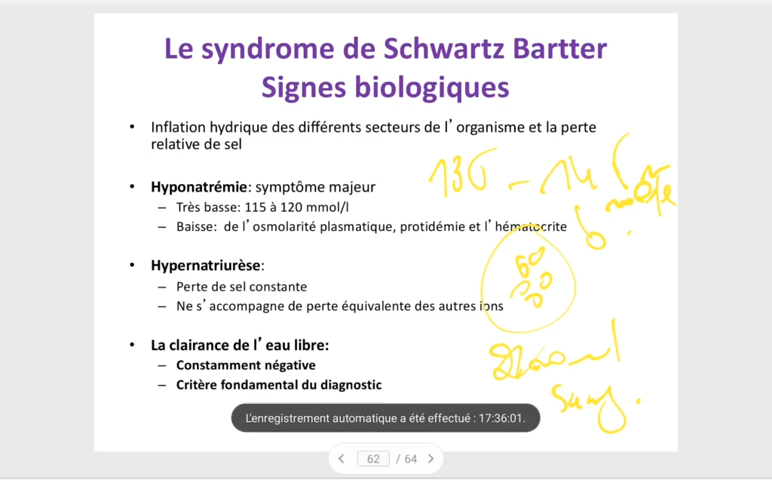 Le syndrome de Schwartz Bartter
Signes biologiques
• Inflation hydrique des différents secteurs de l'organisme et la perte
relative de sel
• Hyponatrémie: symptôme majeur
– Très basse: 115 à 120 mmol/l
– Baisse: de l'osmolarité plasmatique, protidémie et l'hématocrite
• Hypernatriurèse:
– Perte de sel constante
– Ne s'accompagne de perte équivalente des autres ions
• La clairance de l'eau libre:
– Constamment négative
– Critère fondamental du diagnostic
sang.
L'enregistrement automatique a été effectué : 17:36:01.
62 / 64